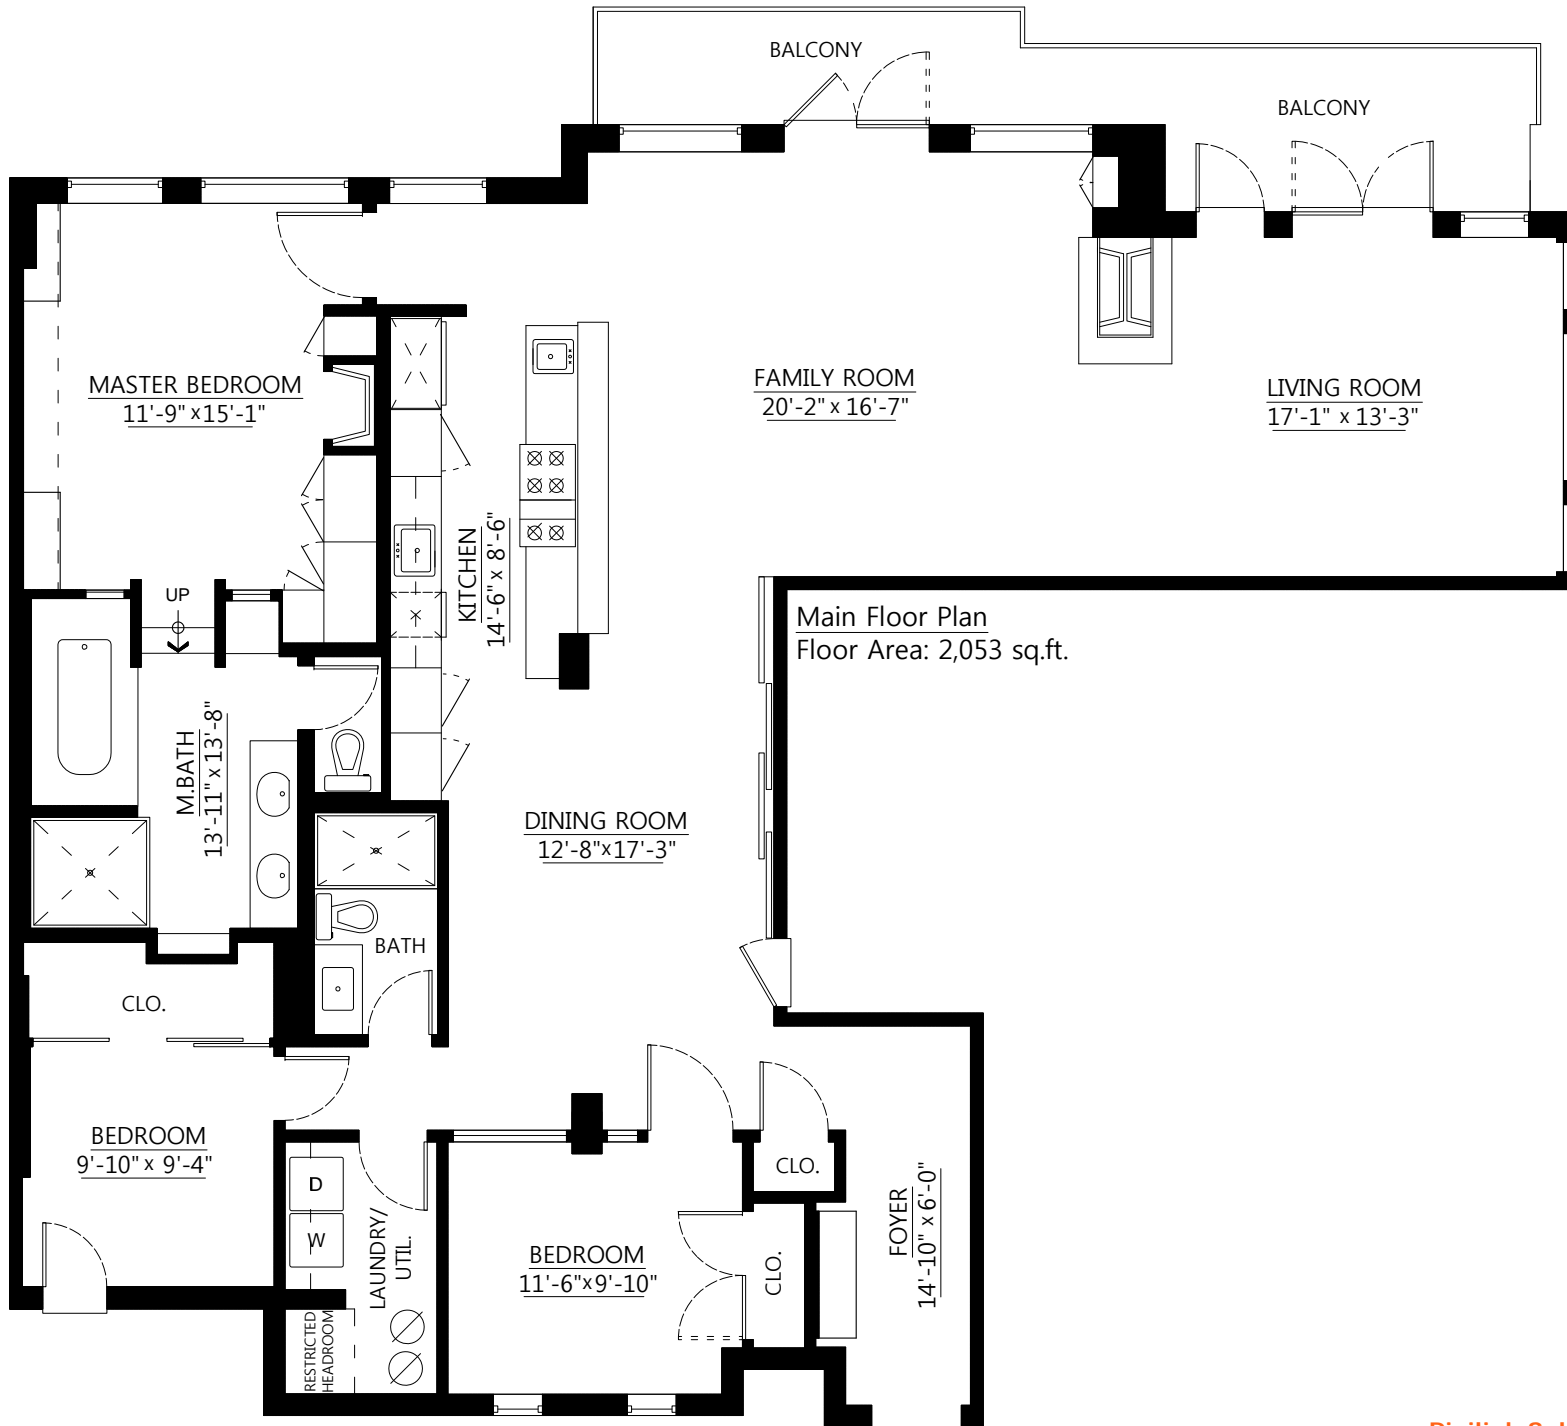 BALCONY
BALCONY
MASTER BEDROOM
11'-9" x 15'-1"
FAMILY ROOM
20'-2" x 16'-7"
LIVING ROOM
17'-1" x 13'-3"
KITCHEN
14'-6" x 8'-6"
UP
Main Floor Plan
Floor Area: 2,053 sq.ft.
M.BATH
13'-11" x 13'-8"
DINING ROOM
12'-8"x17'-3"
BATH
CLO.
BEDROOM
9'-10" x 9'-4"
CLO.
D
W
LAUNDRY/
UTIL.
BEDROOM
11'-6"x9'-10"
CLO.
FOYER
14'-10" x 6'-0"
RESTRICTED
HEADROOM